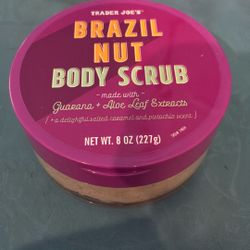 TRADER JOE'S
BRAZIL
NUT
BODY SCRUB
made with
Guarana + Aloe Leaf Extracts
[+ a delightful salted caramel and pistachio scent]
NET WT. 8 OZ (227g)